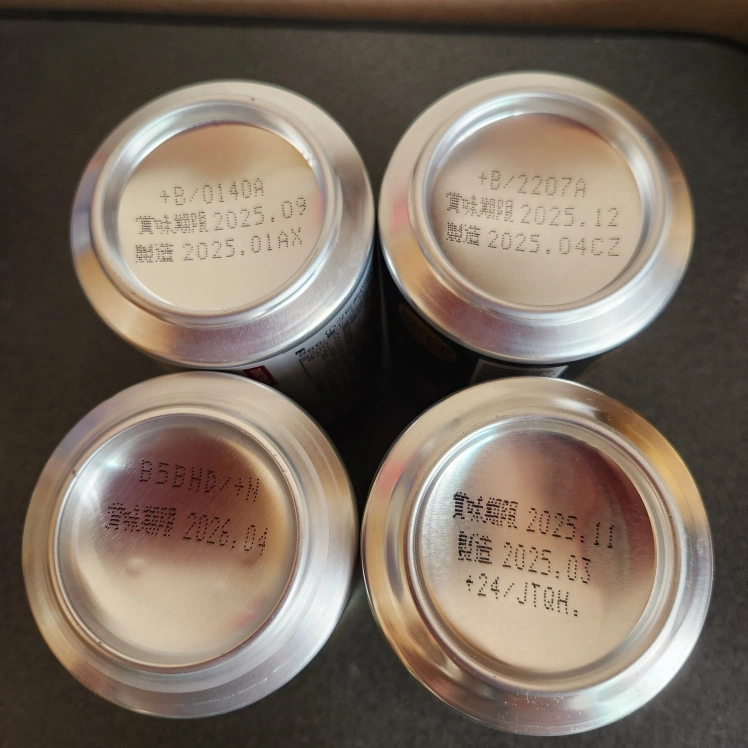 +B/0140A
賞味期限 2025.09
製造 2025.01AX
+B/2207A
賞味期限 2025.12
製造 2025.04CZ
B5BHD/+N
賞味期限 2026.04
賞味期限 2025.11
製造 2025.03
+24/JTQH.